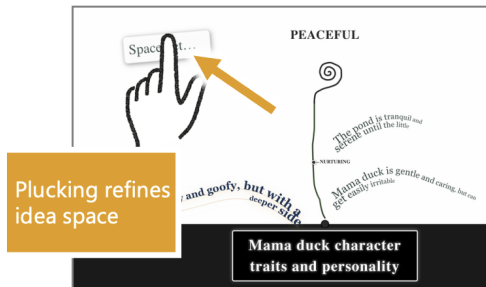 Space
PEACEFUL
The pond is tranquil and
serene until the little
NURTURING
Mama duck is gentle and caring, but can
get easily irritable
y and goofy, but with a
deeper side
Plucking refines
idea space
Mama duck character
traits and personality